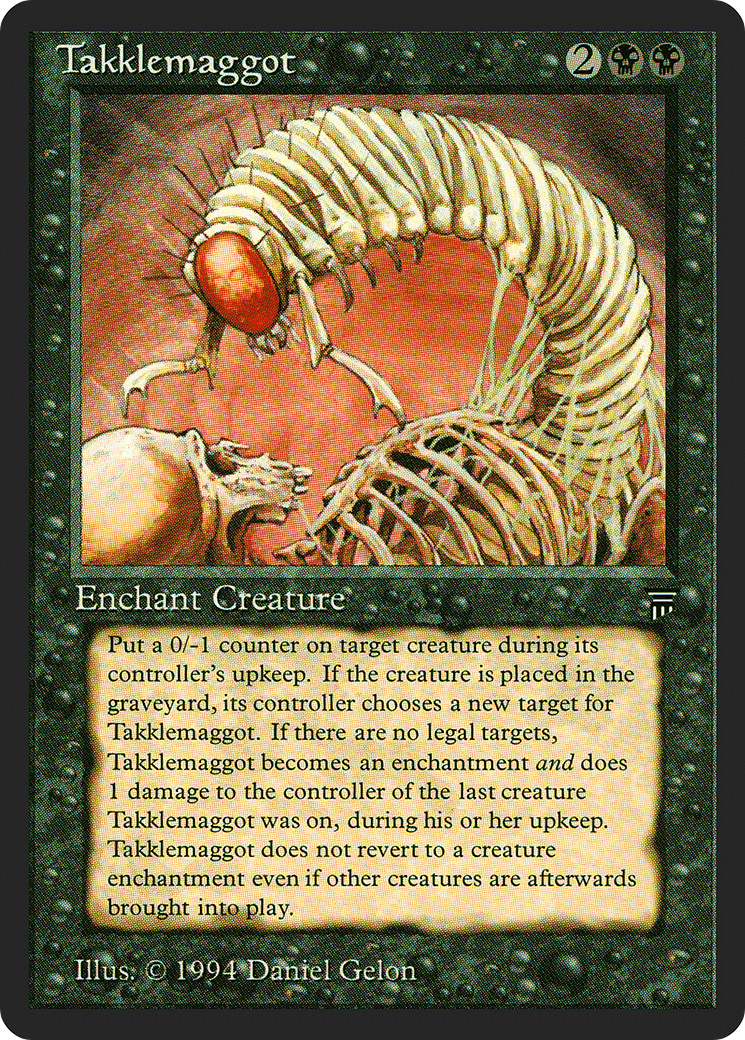 Takklemaggot 2
Enchant Creature
Put a 0/-1 counter on target creature during its
controller's upkeep. If the creature is placed in the
graveyard, its controller chooses a new target for
Takklemaggot. If there are no legal targets,
Takklemaggot becomes an enchantment and does
1 damage to the controller of the last creature
Takklemaggot was on, during his or her upkeep.
Takklemaggot does not revert to a creature
enchantment even if other creatures are afterwards
brought into play.
Illus. © 1994 Daniel Gelon